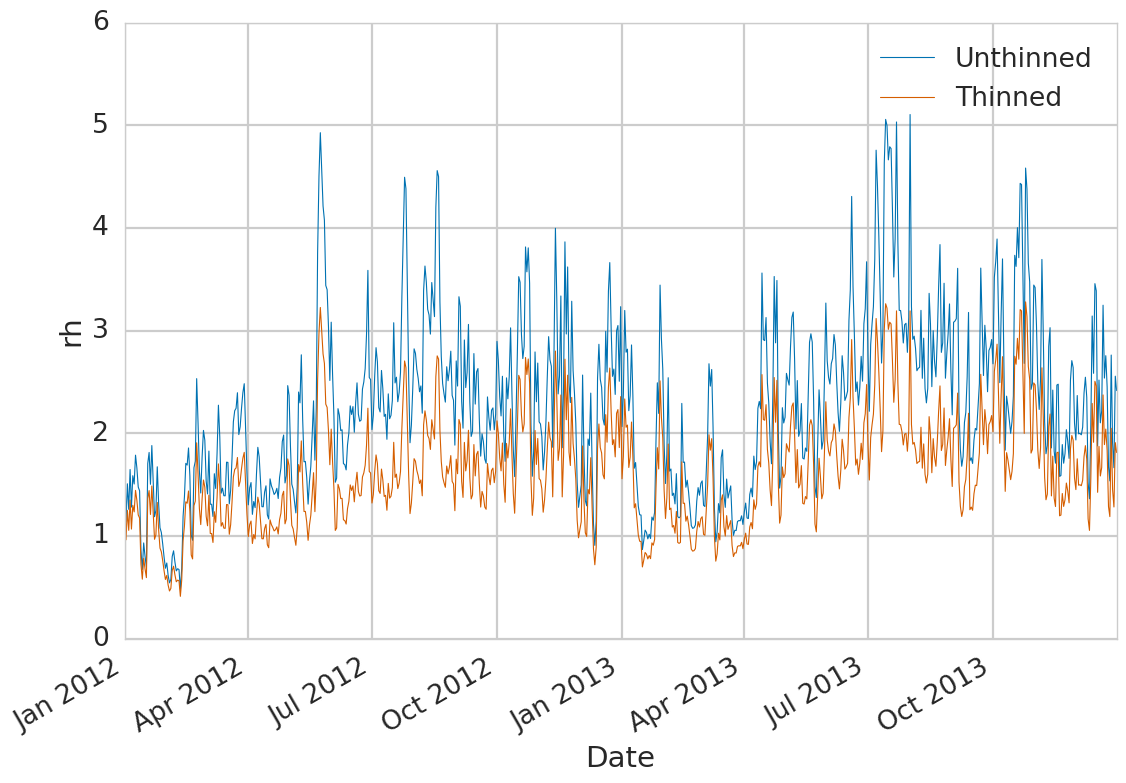 6
5
4
3
2
1
0
rh
Unthinned
Thinned
Jan 2012
Apr 2012
Jul 2012
Oct 2012
Jan 2013
Apr 2013
Jul 2013
Oct 2013
Date